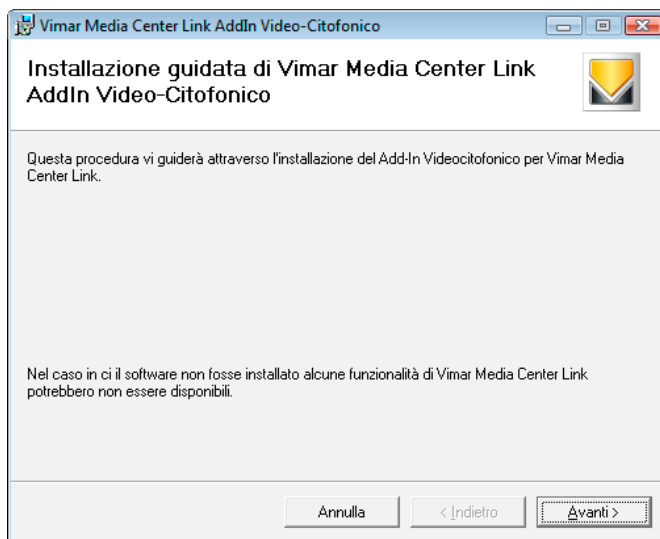 Vimar Media Center Link AddIn Video-Citofonico
Installazione guidata di Vimar Media Center Link
AddIn Video-Citofonico
Questa procedura vi guiderà attraverso l'installazione del Add-In Videocitofonico per Vimar Media
Center Link.
Nel caso in ci il software non fosse installato alcune funzionalità di Vimar Media Center Link
potrebbero non essere disponibili.
Annulla
< Indietro
Avanti >